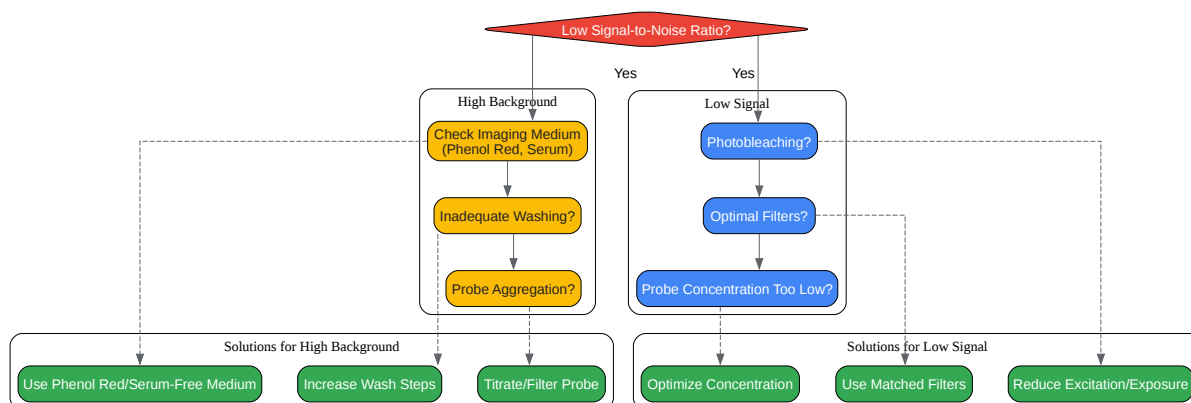 Low Signal-to-Noise Ratio?
Yes
Yes
High Background
Low Signal
Check Imaging Medium
(Phenol Red, Serum)
Photobleaching?
Inadequate Washing?
Optimal Filters?
Probe Aggregation?
Probe Concentration Too Low?
Solutions for High Background
Solutions for Low Signal
Use Phenol Red/Serum-Free Medium
Increase Wash Steps
Titrate/Filter Probe
Optimize Concentration
Use Matched Filters
Reduce Excitation/Exposure